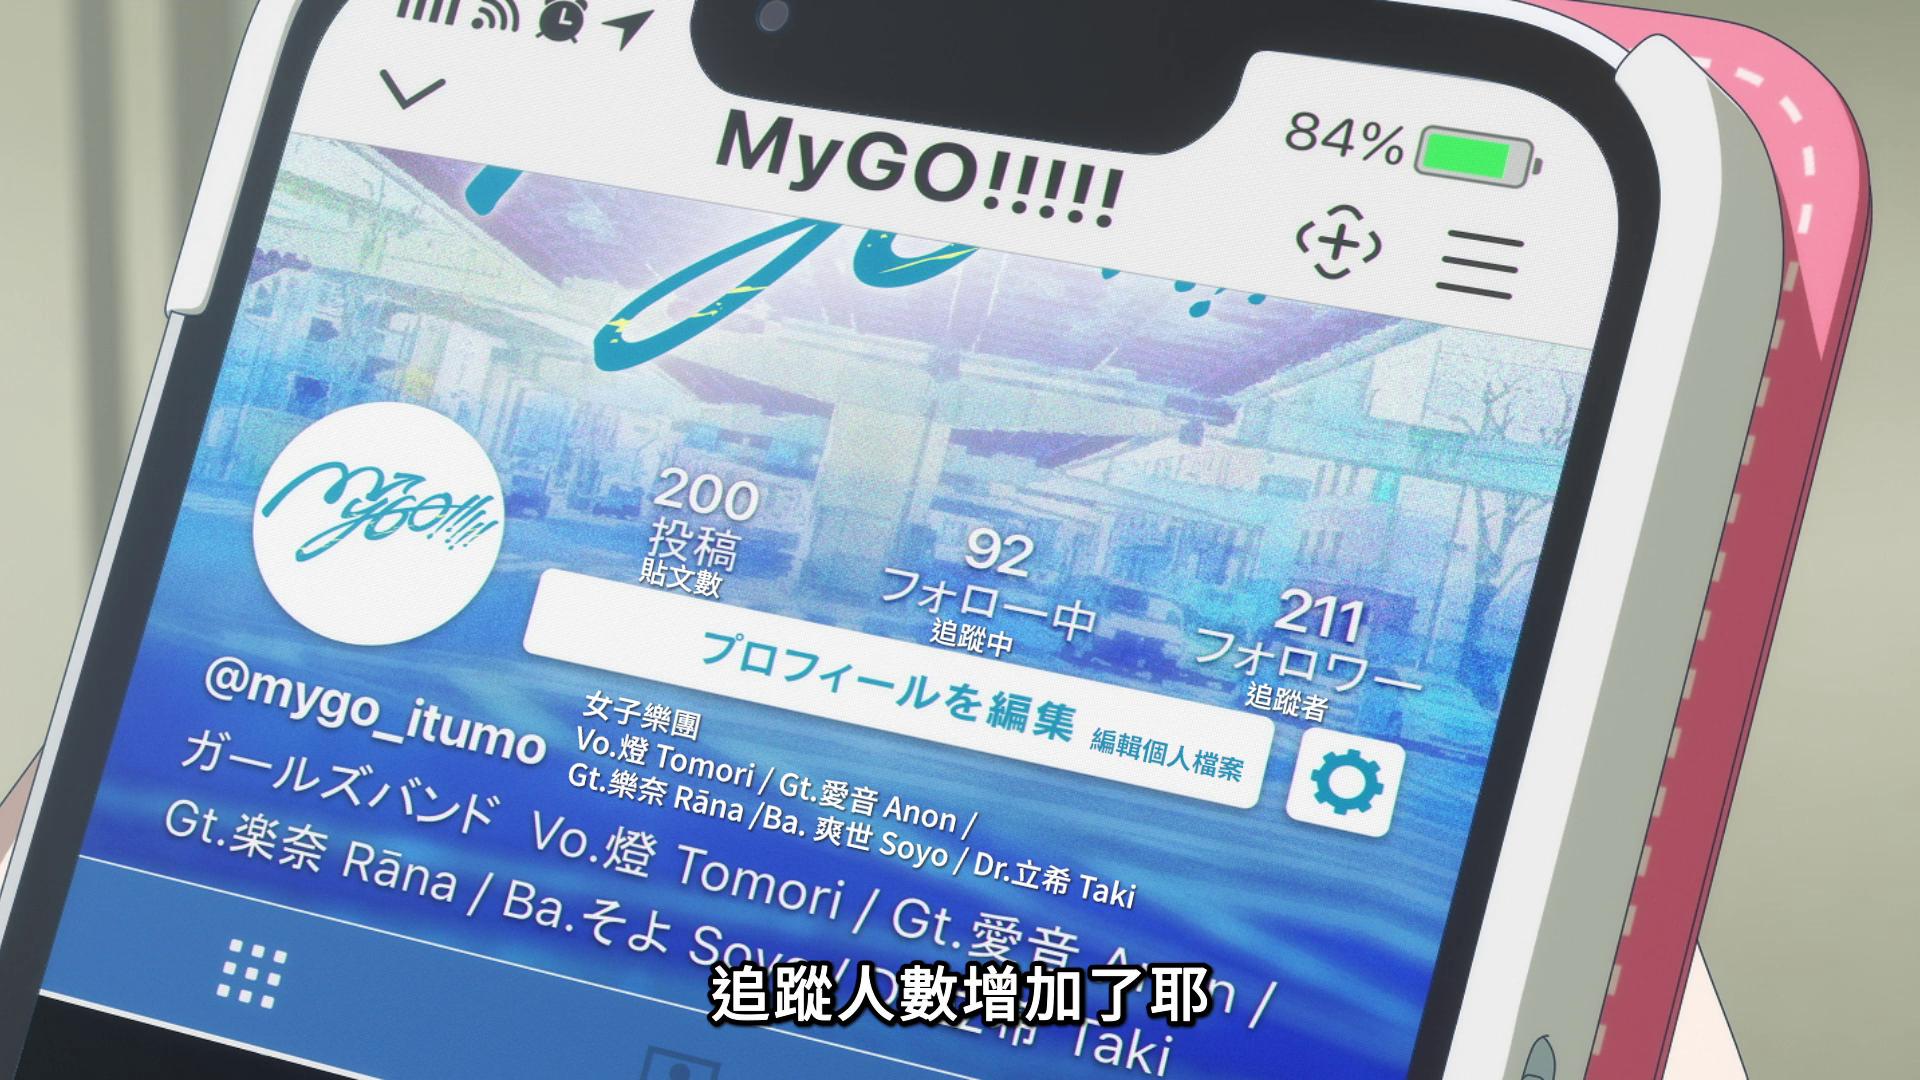 MyGO!!!!!
84%
MyGO!!!!!
200
投稿
貼文數
92
フォロー中
追蹤中
211
フォロワー
追蹤者
プロフィールを編集 編輯個人檔案
@mygo_itumo
女子樂團
Vo.燈 Tomori / Gt.愛音 Anon /
Gt.樂奈 Rāna /Ba. 爽世 Soyo / Dr.立希 Taki
ガールズバンド Vo.燈 Tomori / Gt.愛音 Anon /
Gt.楽奈 Rāna / Ba.そよ Soyo / Taki
追蹤人數增加了耶